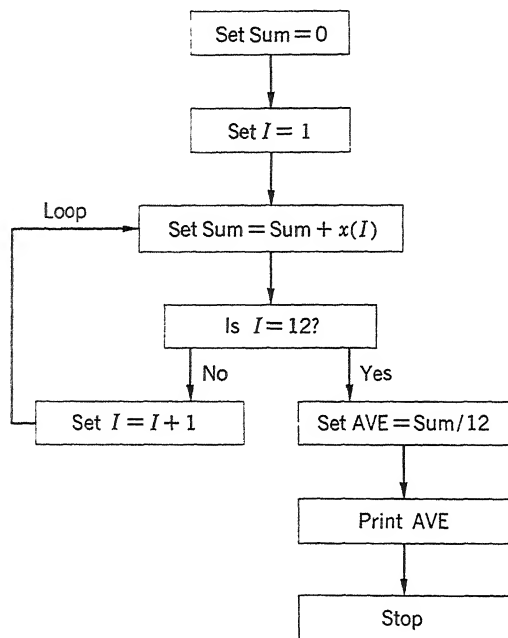 Set Sum = 0
Set I = 1
Loop
Set Sum = Sum + x(I)
Is I = 12?
No
Yes
Set I = I + 1
Set AVE = Sum/12
Print AVE
Stop